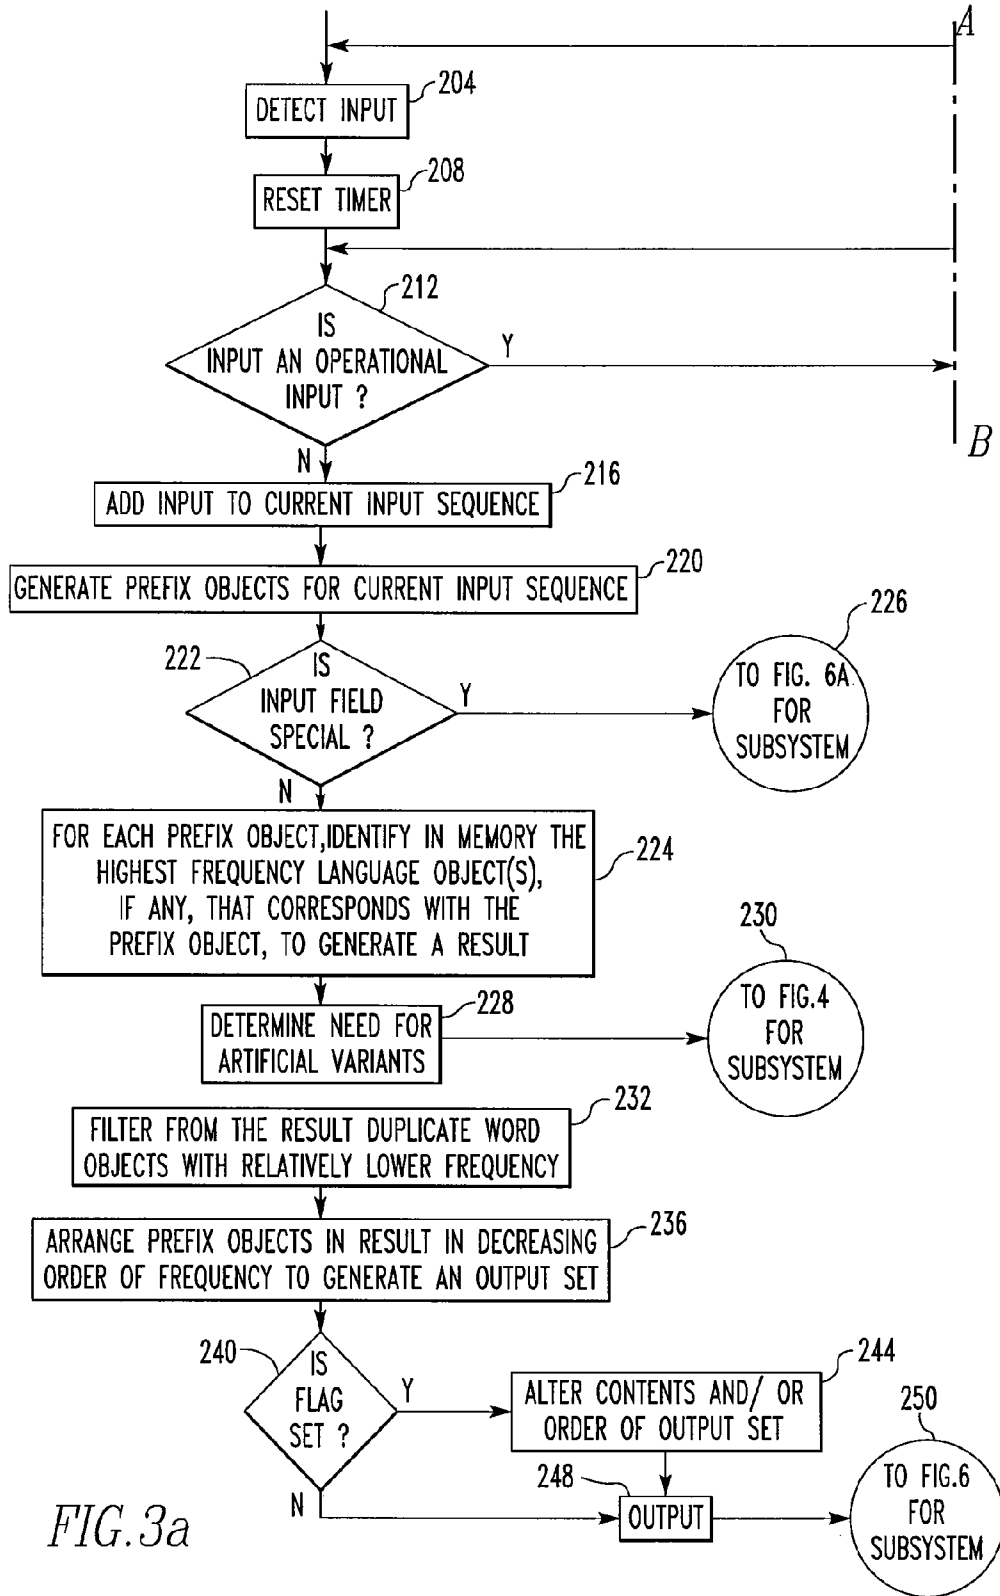 A
204
DETECT INPUT
208
RESET TIMER
212
IS
INPUT AN OPERATIONAL
INPUT ?
Y
B
N
216
ADD INPUT TO CURRENT INPUT SEQUENCE
220
GENERATE PREFIX OBJECTS FOR CURRENT INPUT SEQUENCE
222
IS
INPUT FIELD
SPECIAL ?
Y
226
TO FIG. 6A
FOR
SUBSYSTEM
N
FOR EACH PREFIX OBJECT,IDENTIFY IN MEMORY THE
HIGHEST FREQUENCY LANGUAGE OBJECT(S),
IF ANY, THAT CORRESPONDS WITH THE
PREFIX OBJECT, TO GENERATE A RESULT
224
228
DETERMINE NEED FOR
ARTIFICIAL VARIANTS
230
TO FIG.4
FOR
SUBSYSTEM
232
FILTER FROM THE RESULT DUPLICATE WORD
OBJECTS WITH RELATIVELY LOWER FREQUENCY
236
ARRANGE PREFIX OBJECTS IN RESULT IN DECREASING
ORDER OF FREQUENCY TO GENERATE AN OUTPUT SET
240
IS
FLAG
SET ?
Y
244
ALTER CONTENTS AND/ OR
ORDER OF OUTPUT SET
N
248
OUTPUT
250
TO FIG.6
FOR
SUBSYSTEM
FIG.3a